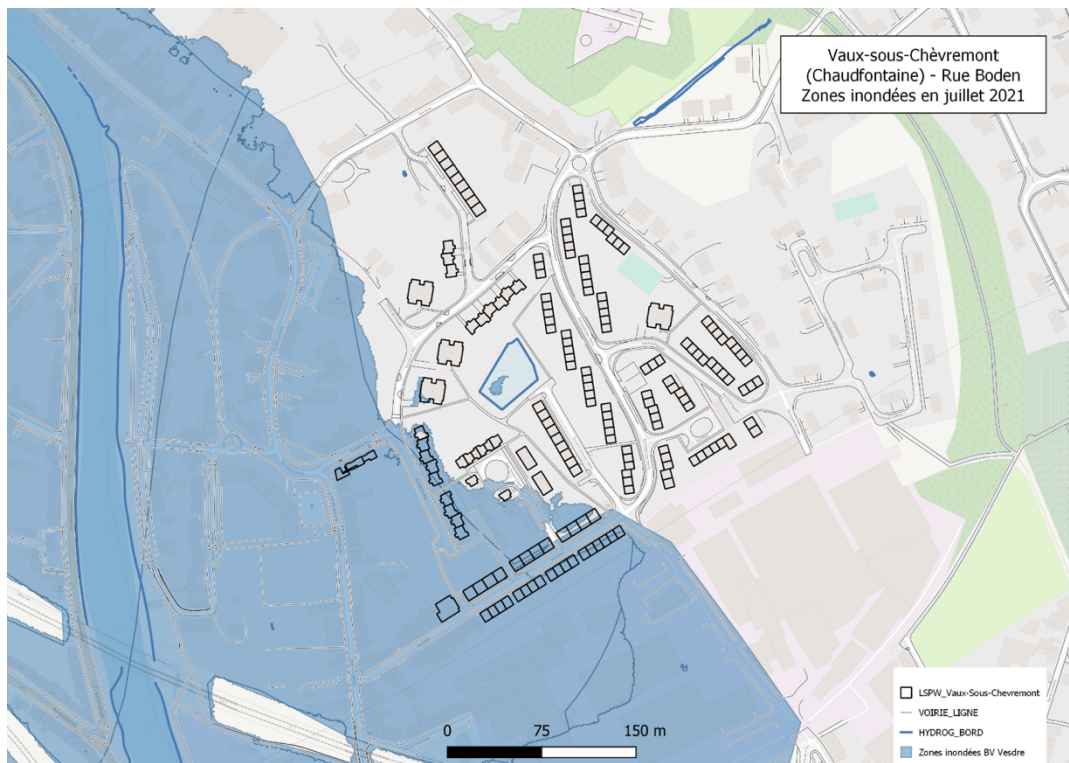 Vaux-sous-Chèvremont
(Chaudfontaine) - Rue Boden
Zones inondées en juillet 2021
0 75 150 m
LSPW_Vaux-Sous-Chevremont
VOIRIE_LIGNE
HYDROG_BORD
Zones inondées BV Vesdre